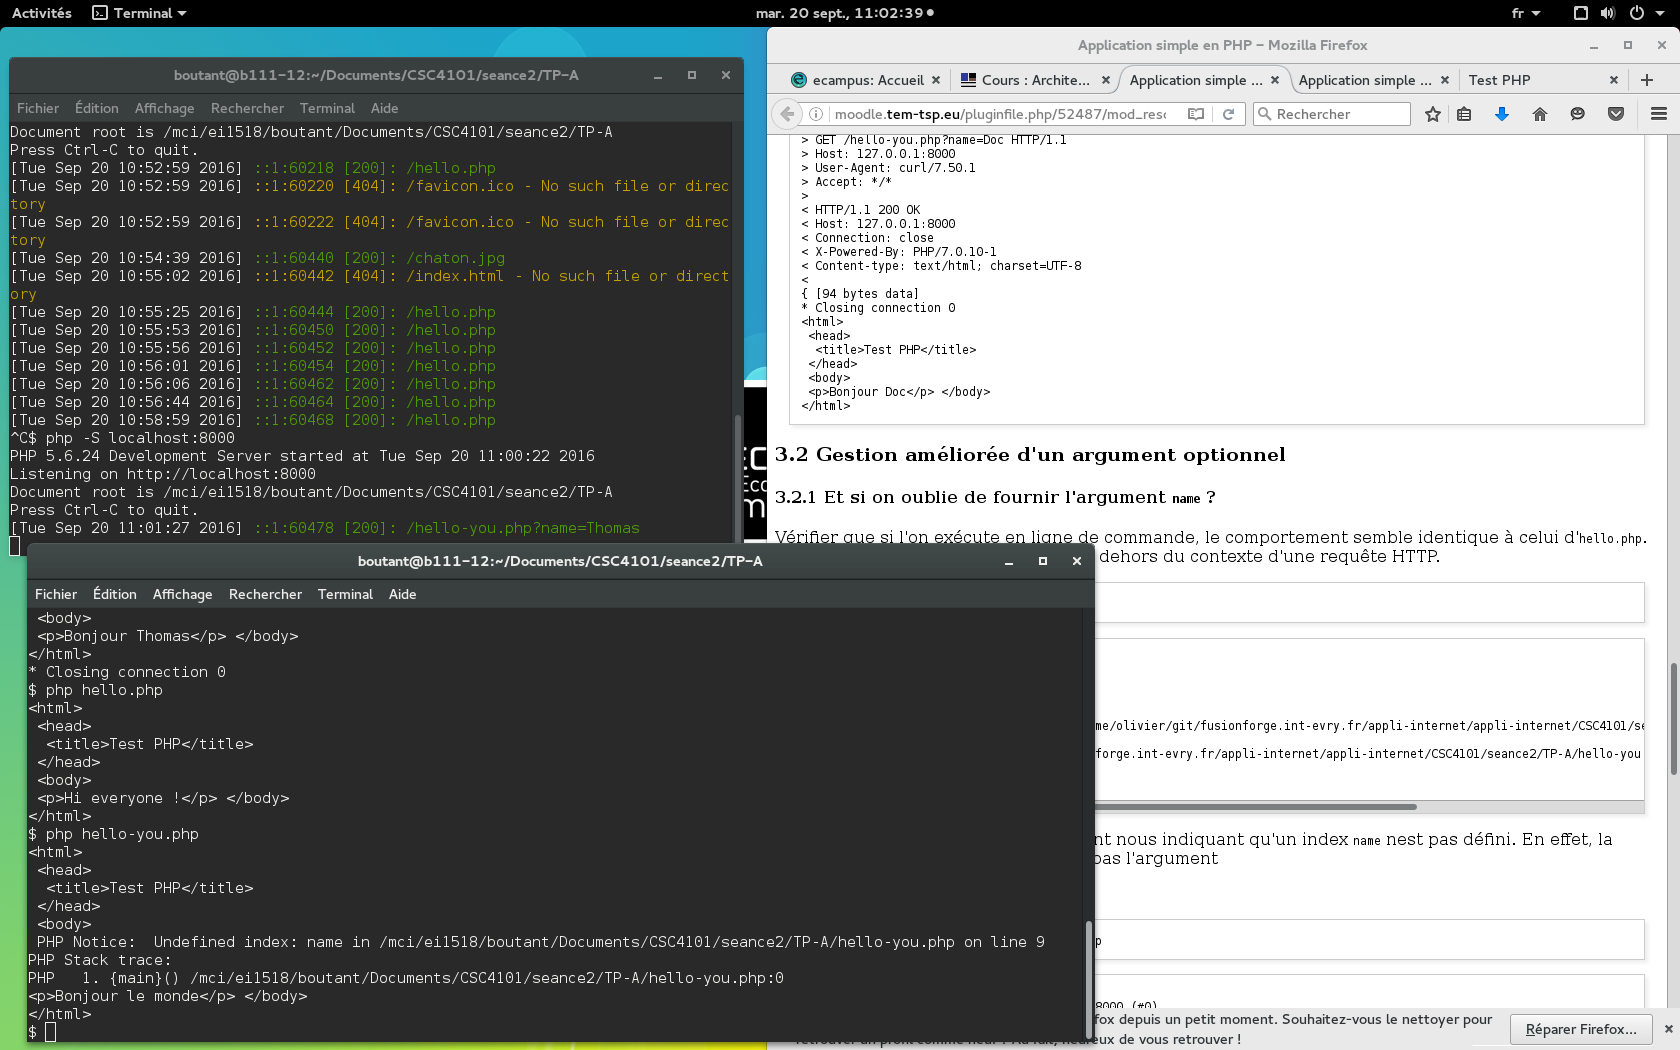 Activités
Terminal
mar. 20 sept., 11:02:39
fr
boutant@b111-12:~/Documents/CSC4101/seance2/TP-A
Fichier Édition Affichage Rechercher Terminal Aide
Document root is /mci/ei1518/boutant/Documents/CSC4101/seance2/TP-A
Press Ctrl-C to quit.
[Tue Sep 20 10:52:59 2016] ::1:60218 [200]: /hello.php
[Tue Sep 20 10:52:59 2016] ::1:60220 [404]: /favicon.ico - No such file or direc
tory
[Tue Sep 20 10:52:59 2016] ::1:60222 [404]: /favicon.ico - No such file or direc
tory
[Tue Sep 20 10:54:39 2016] ::1:60440 [200]: /chaton.jpg
[Tue Sep 20 10:55:02 2016] ::1:60442 [404]: /index.html - No such file or direct
ory
[Tue Sep 20 10:55:25 2016] ::1:60444 [200]: /hello.php
[Tue Sep 20 10:55:53 2016] ::1:60450 [200]: /hello.php
[Tue Sep 20 10:55:56 2016] ::1:60452 [200]: /hello.php
[Tue Sep 20 10:56:01 2016] ::1:60454 [200]: /hello.php
[Tue Sep 20 10:56:06 2016] ::1:60462 [200]: /hello.php
[Tue Sep 20 10:56:44 2016] ::1:60464 [200]: /hello.php
[Tue Sep 20 10:58:59 2016] ::1:60468 [200]: /hello.php
^C$ php -S localhost:8000
PHP 5.6.24 Development Server started at Tue Sep 20 11:00:22 2016
Listening on http://localhost:8000
Document root is /mci/ei1518/boutant/Documents/CSC4101/seance2/TP-A
Press Ctrl-C to quit.
[Tue Sep 20 11:01:27 2016] ::1:60478 [200]: /hello-you.php?name=Thomas
boutant@b111-12:~/Documents/CSC4101/seance2/TP-A
Fichier Édition Affichage Rechercher Terminal Aide
<body>
<p>Bonjour Thomas</p> </body>
</html>
* Closing connection 0
$ php hello.php
<html>
<head>
<title>Test PHP</title>
</head>
<body>
<p>Hi everyone !</p> </body>
</html>
$ php hello-you.php
<html>
<head>
<title>Test PHP</title>
</head>
<body>
PHP Notice:  Undefined index: name in /mci/ei1518/boutant/Documents/CSC4101/seance2/TP-A/hello-you.php on line 9
PHP Stack trace:
PHP   1. {main}() /mci/ei1518/boutant/Documents/CSC4101/seance2/TP-A/hello-you.php:0
<p>Bonjour le monde</p> </body>
</html>
$
Application simple en PHP - Mozilla Firefox
ecampus: Accueil
Cours : Archite...
Application simple ...
Application simple ...
Test PHP
moodle.tem-tsp.eu/pluginfile.php/52487/mod_resc
Rechercher
> GET /hello-you.php?name=Doc HTTP/1.1
> Host: 127.0.0.1:8000
> User-Agent: curl/7.50.1
> Accept: */*
>
< HTTP/1.1 200 OK
< Host: 127.0.0.1:8000
< Connection: close
< X-Powered-By: PHP/7.0.10-1
< Content-type: text/html; charset=UTF-8
<
{ [94 bytes data]
* Closing connection 0
<html>
<head>
<title>Test PHP</title>
</head>
<body>
<p>Bonjour Doc</p> </body>
</html>
3.2 Gestion améliorée d'un argument optionnel
3.2.1 Et si on oublie de fournir l'argument name ?
Vérifier que si l'on exécute en ligne de commande, le comportement semble identique à celui d'hello.php.
dehors du contexte d'une requête HTTP.
me/olivier/git/fusionforge.int-evry.fr/appli-internet/appli-internet/CSC4101/se
forge.int-evry.fr/appli-internet/appli-internet/CSC4101/seance2/TP-A/hello-you
nt nous indiquant qu'un index name nest pas défini. En effet, la
pas l'argument
p
8000 (#0)
fox depuis un petit moment. Souhaitez-vous le nettoyer pour
heureux de vous retrouver !
Réparer Firefox...